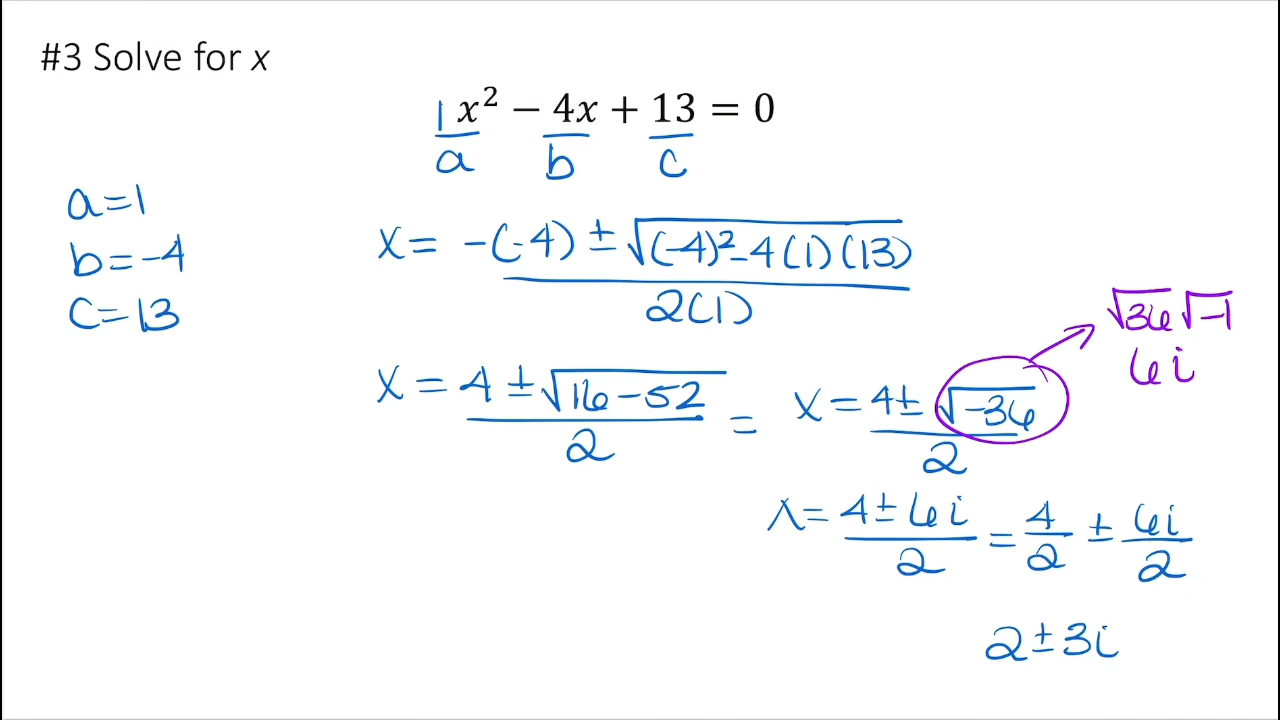 #3 Solve for x
1x² − 4x + 13 = 0
a b c
a=1
b=-4
c=13
x = -(-4) ± √(-4)²-4(1)(13)
2(1)
x = 4 ± √16-52
2
= x = 4± √-36
2
√36 √-1
6i
x = 4 ± 6i / 2 = 4/2 ± 6i/2
2 ± 3i